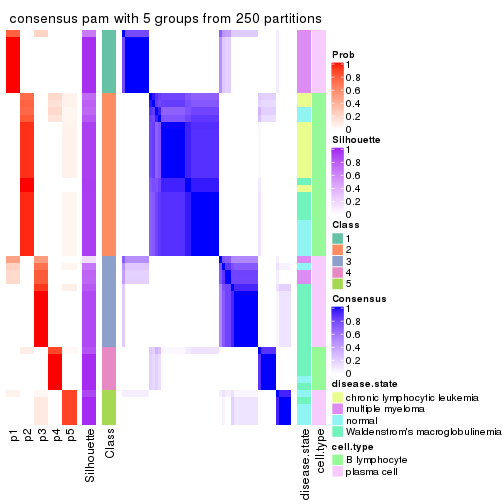 consensus pam with 5 groups from 250 partitions
Prob
1
0.8
0.6
0.4
0.2
0
Silhouette
1
0.8
0.6
0.4
0.2
0
Class
1
2
3
4
5
Consensus
1
0.8
0.6
0.4
0.2
0
disease.state
chronic lymphocytic leukemia
multiple myeloma
normal
Waldenstrom's macroglobulinemia
cell.type
B lymphocyte
plasma cell
p1
p2
p3
p4
p5
Silhouette
Class
disease.state
cell.type